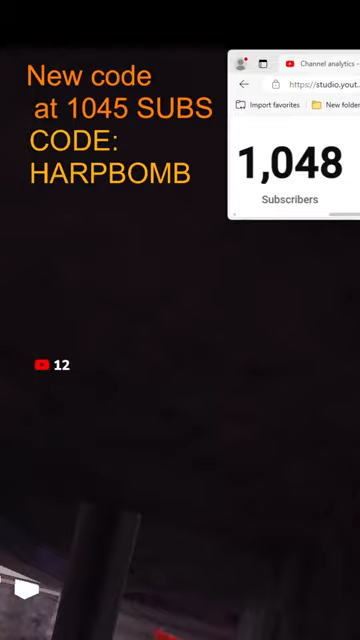 New code
at 1045 SUBS
CODE:
HARPBOMB
Channel analytics -
https://studio.yout
Import favorites
New folder
1,048
Subscribers
12